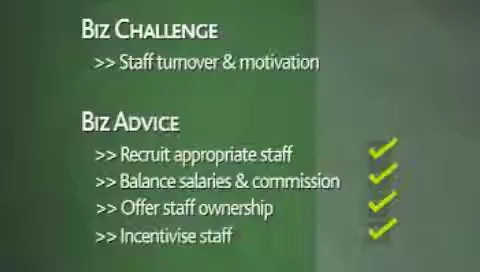 Biz Challenge
>> Staff turnover & motivation
Biz Advice
>> Recruit appropriate staff
>> Balance salaries & commission
>> Offer staff ownership
>> Incentivise staff